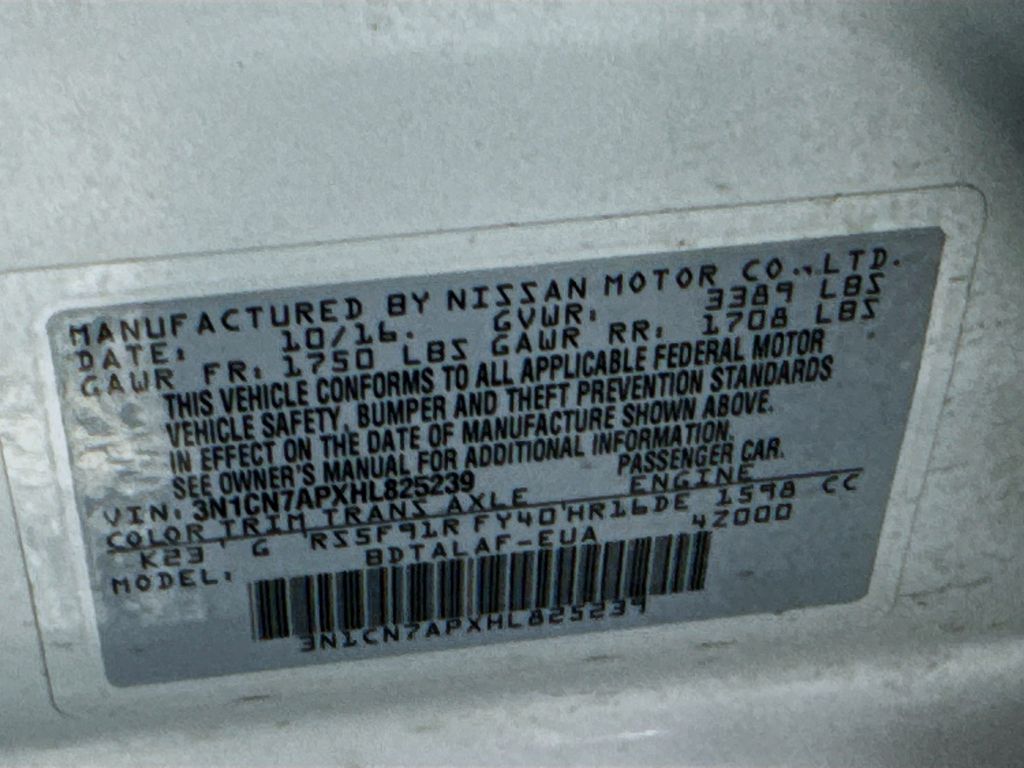 MANUFACTURED BY NISSAN MOTOR CO., LTD.
DATE: 10/16. GVWR: 3389 LBS
GAWR FR: 1750 LBS GAWR RR: 1708 LBS
THIS VEHICLE CONFORMS TO ALL APPLICABLE FEDERAL MOTOR
VEHICLE SAFETY, BUMPER AND THEFT PREVENTION STANDARDS
IN EFFECT ON THE DATE OF MANUFACTURE SHOWN ABOVE.
SEE OWNER'S MANUAL FOR ADDITIONAL INFORMATION.
VIN: 3N1CN7APXHL825239 PASSENGER CAR.
COLOR TRIM TRANS AXLE ENGINE
K23 G RS5F91R FY40 HR16DE 1598 CC
MODEL: BDTALAF-EUA 4Z000
3N1CN7APXHL825239